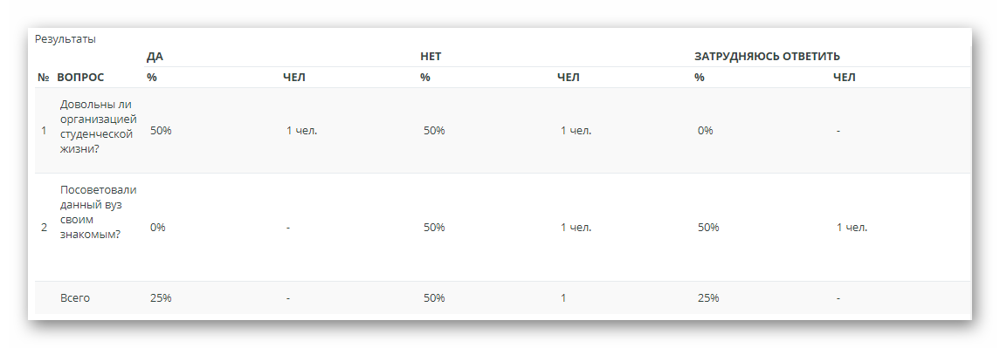 Результаты
ДА НЕТ ЗАТРУДНЯЮСЬ ОТВЕТИТЬ
№ ВОПРОС % ЧЕЛ % ЧЕЛ % ЧЕЛ
Довольны ли
организацией
1 50% 1 чел. 50% 1 чел. 0% -
студенческой
жизни?
Посоветовали
данный вуз
своим
2 0% - 50% 1 чел. 50% 1 чел.
знакомым?
Всего 25% - 50% 1 25% -